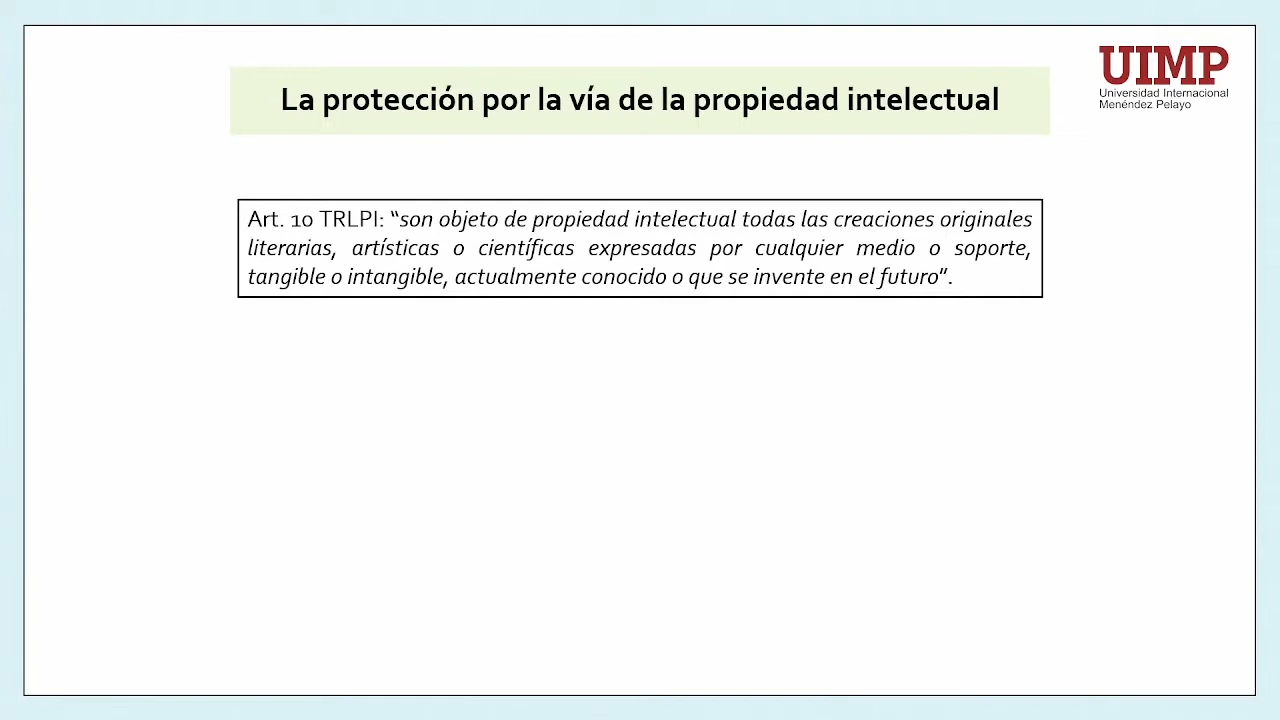 UIMP
Universidad Internacional
Menéndez Pelayo
La protección por la vía de la propiedad intelectual
Art. 10 TRLPI: “son objeto de propiedad intelectual todas las creaciones originales
literarias, artísticas o científicas expresadas por cualquier medio o soporte,
tangible o intangible, actualmente conocido o que se invente en el futuro”.